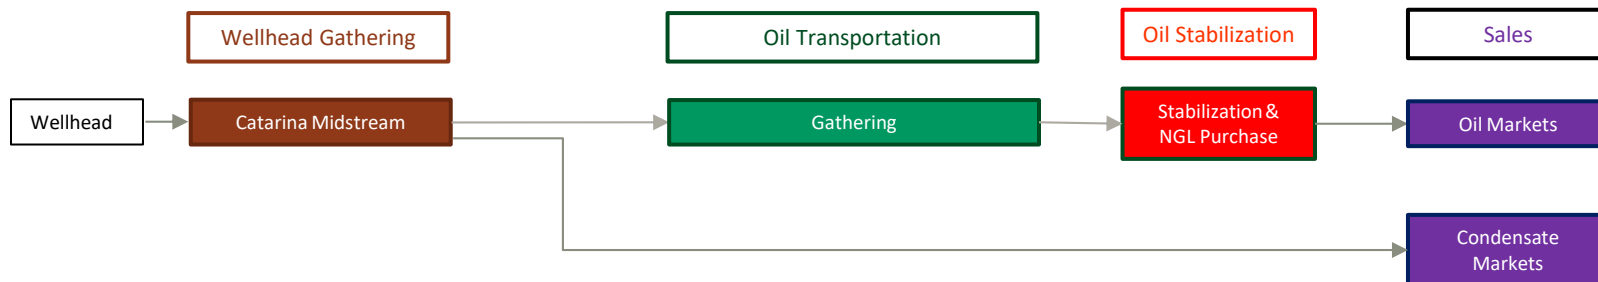 Wellhead Gathering
Oil Transportation
Oil Stabilization
Sales
Wellhead
Catarina Midstream
Gathering
Stabilization &
NGL Purchase
Oil Markets
Condensate
Markets